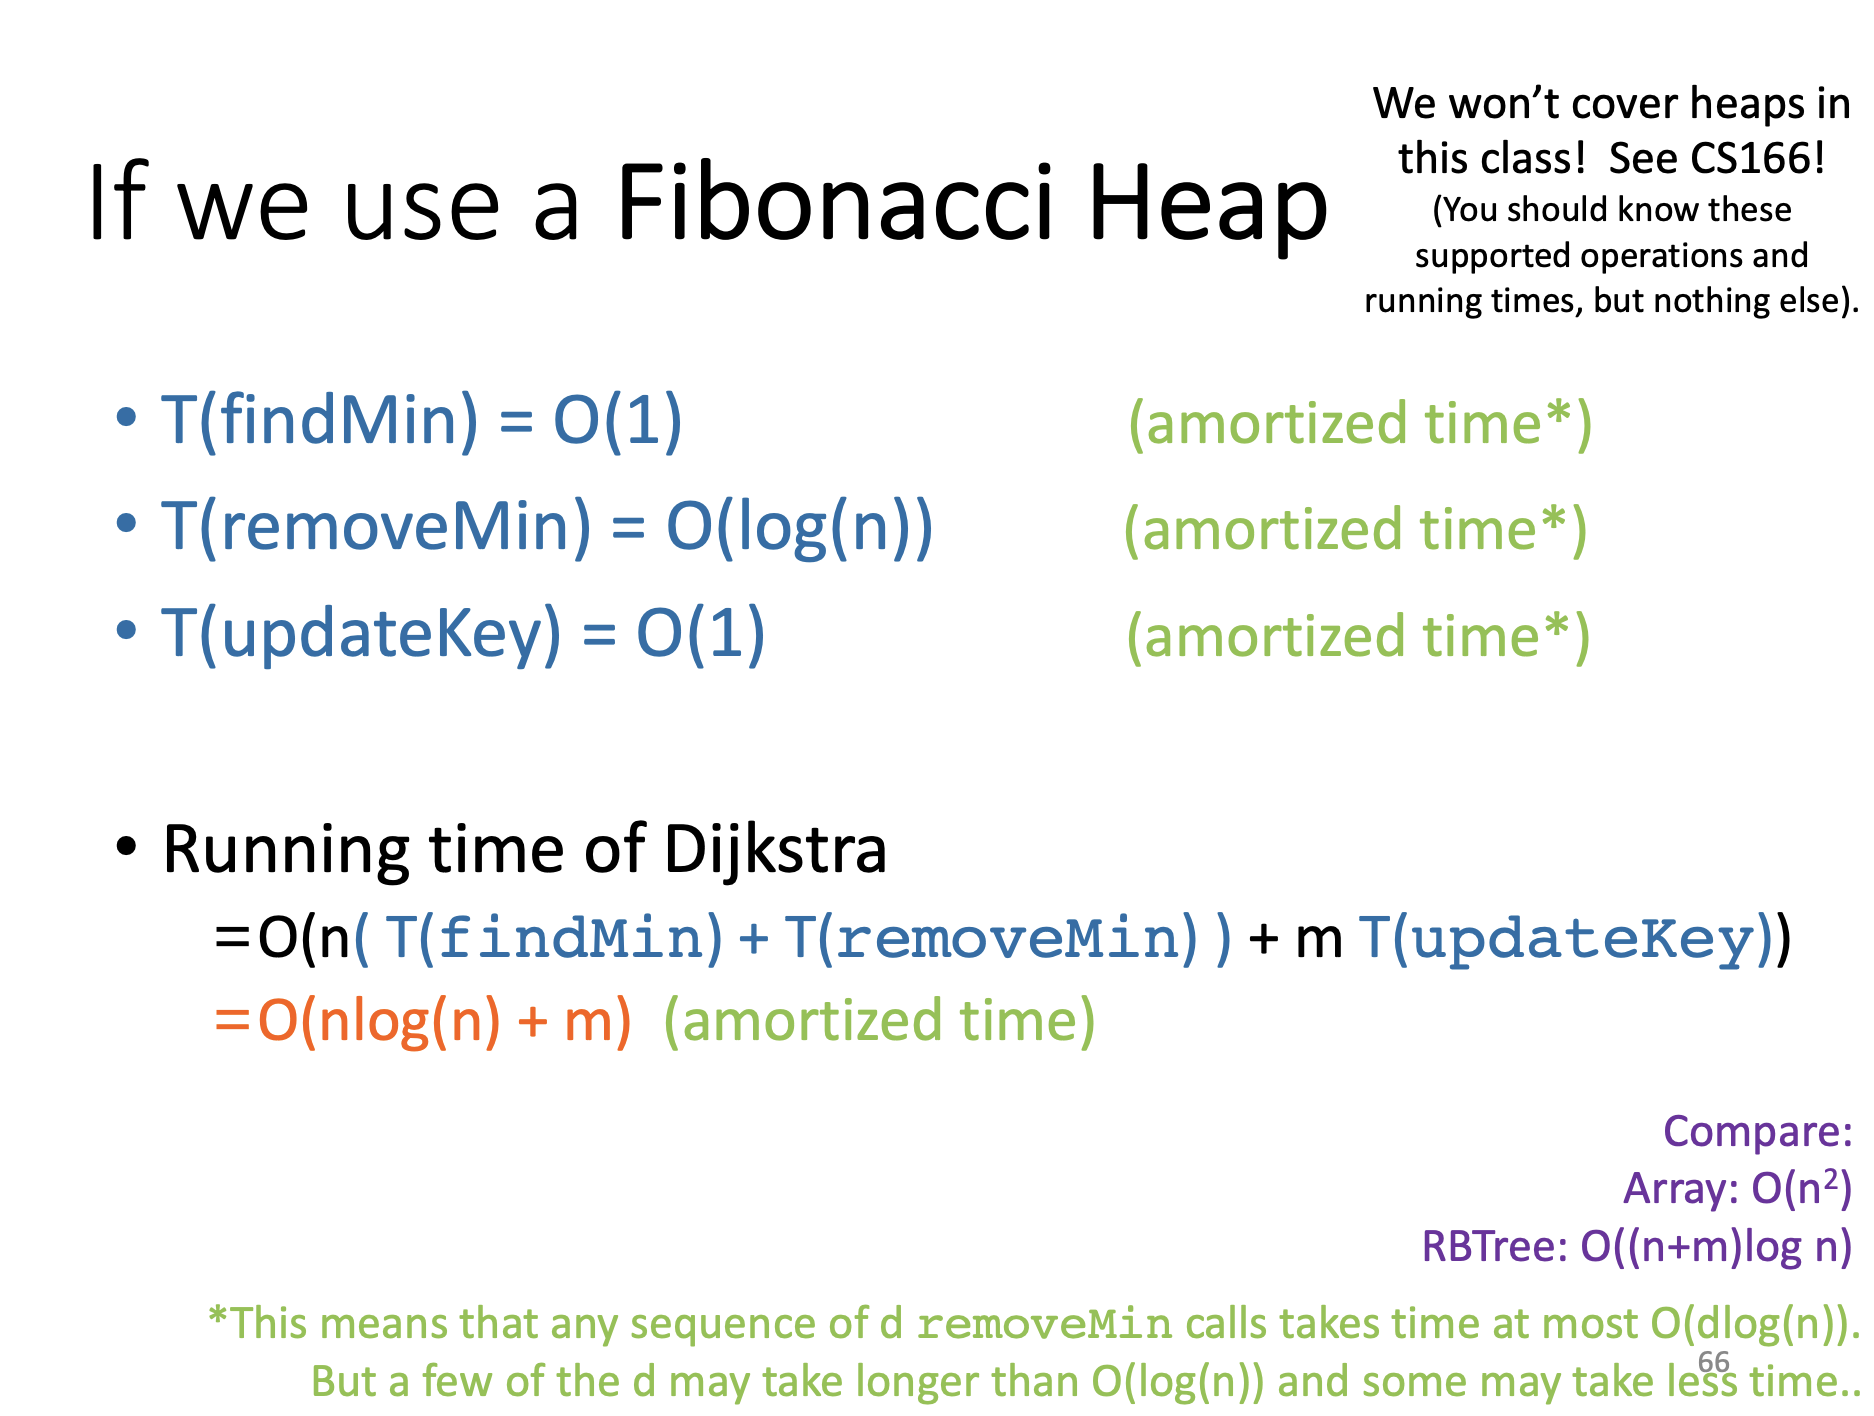 We won’t cover heaps in
this class!  See CS166!
(You should know these
supported operations and
running times, but nothing else).
If we use a Fibonacci Heap
• T(findMin) = O(1) (amortized time*)
• T(removeMin) = O(log(n)) (amortized time*)
• T(updateKey) = O(1) (amortized time*)
• Running time of Dijkstra
=O(n( T(findMin) + T(removeMin) ) + m T(updateKey))
=O(nlog(n) + m) (amortized time)
Compare:
Array: O(n²)
RBTree: O((n+m)log n)
*This means that any sequence of d removeMin calls takes time at most O(dlog(n)).
But a few of the d may take longer than O(log(n)) and some may take less time..
66